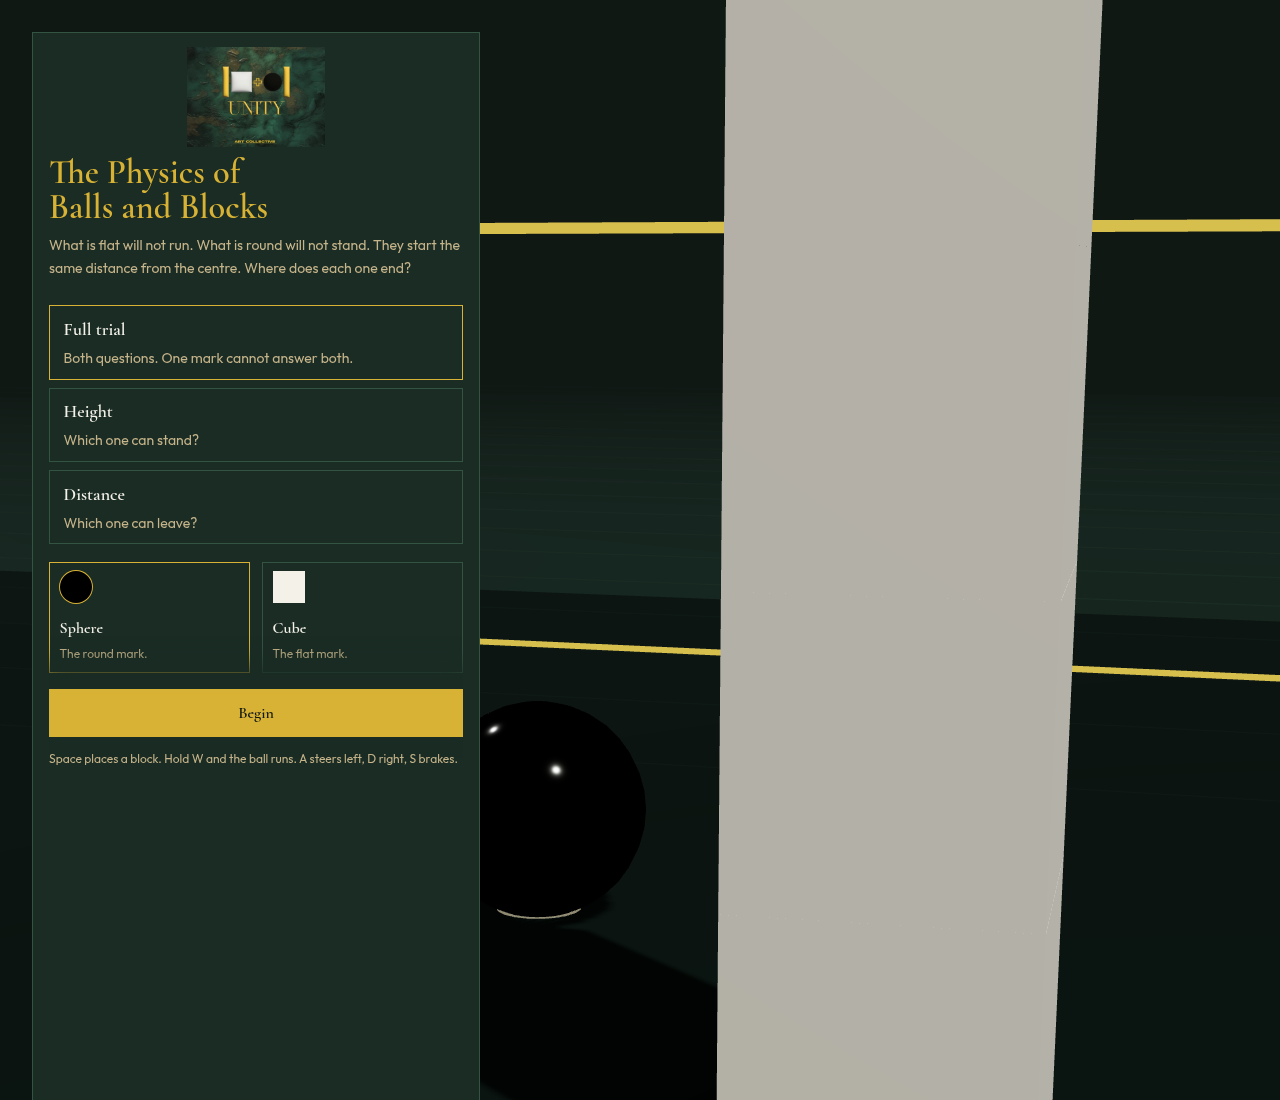 UNITY
ART COLLECTIVE
The Physics of
Balls and Blocks
What is flat will not run. What is round will not stand. They start the
same distance from the centre. Where does each one end?
Full trial
Both questions. One mark cannot answer both.
Height
Which one can stand?
Distance
Which one can leave?
Sphere
The round mark.
Cube
The flat mark.
Begin
Space places a block. Hold W and the ball runs. A steers left, D right, S brakes.